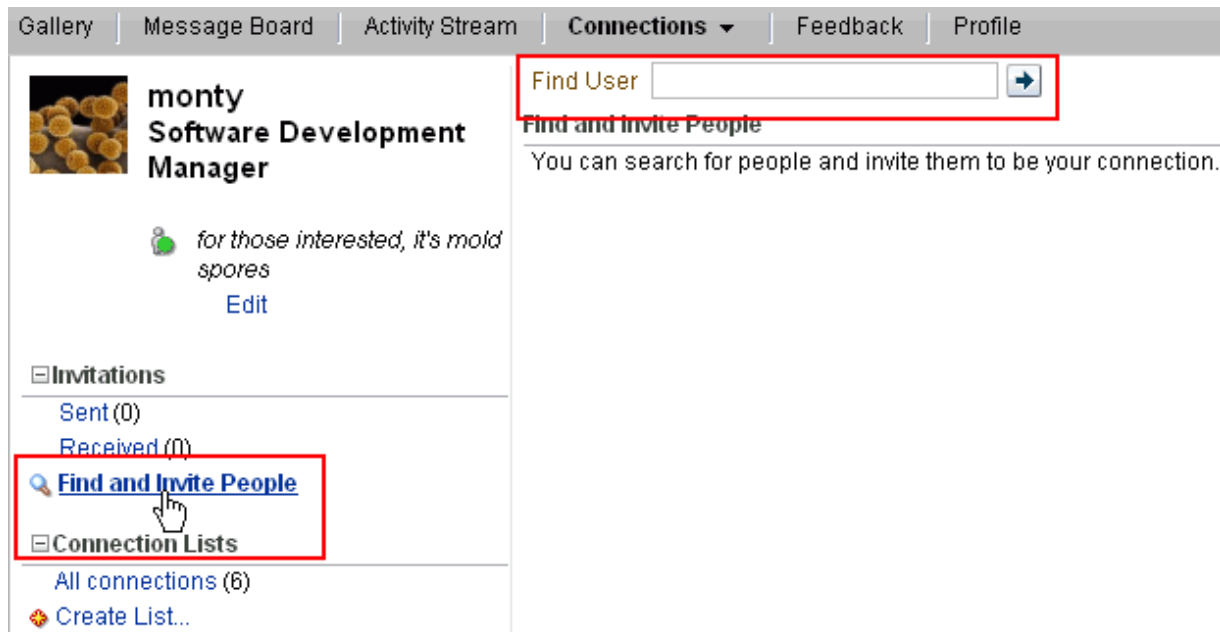 Gallery Message Board Activity Stream Connections Feedback Profile
monty
Software Development
Manager
for those interested, it's mold
spores
Edit
Invitations
Sent (0)
Received (0)
Find and Invite People
Connection Lists
All connections (6)
Create List...
Find User
Find and Invite People
You can search for people and invite them to be your connection.